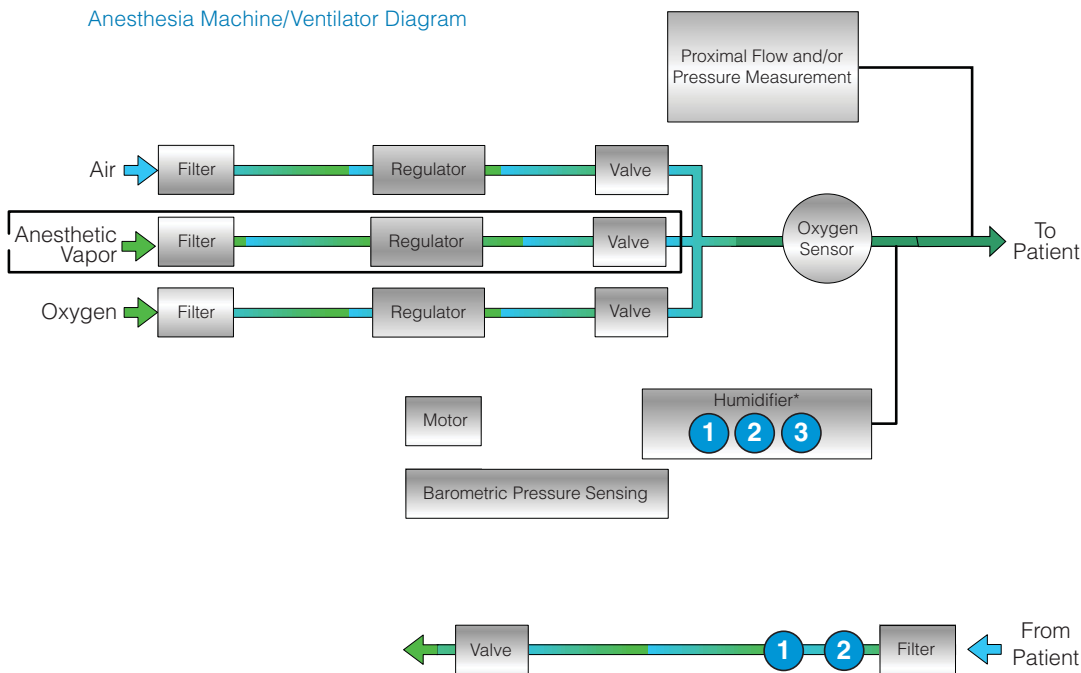 Anesthesia Machine/Ventilator Diagram
Proximal Flow and/or
Pressure Measurement
Air
Filter
Regulator
Valve
Anesthetic
Vapor
Filter
Regulator
Valve
Oxygen
Sensor
To
Patient
Oxygen
Filter
Regulator
Valve
Motor
Humidifier*
1 2 3
Barometric Pressure Sensing
Valve
1 2
Filter
From
Patient